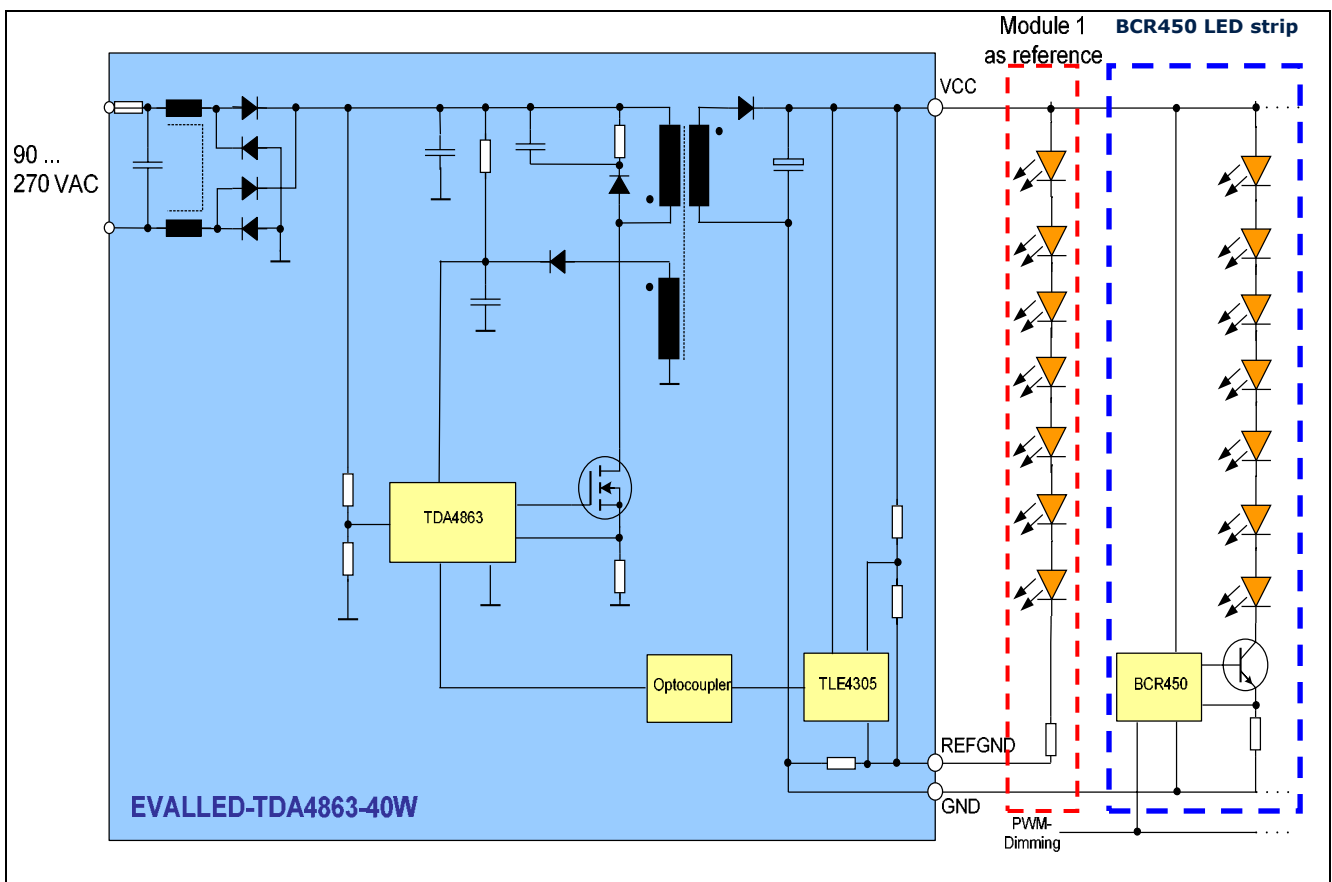 Module 1
as reference
BCR450 LED strip
VCC
90 ...
270 VAC
TDA4863
Optocoupler
TLE4305
BCR450
REFGND
GND
EVALLED-TDA4863-40W
PWM-
Dimming